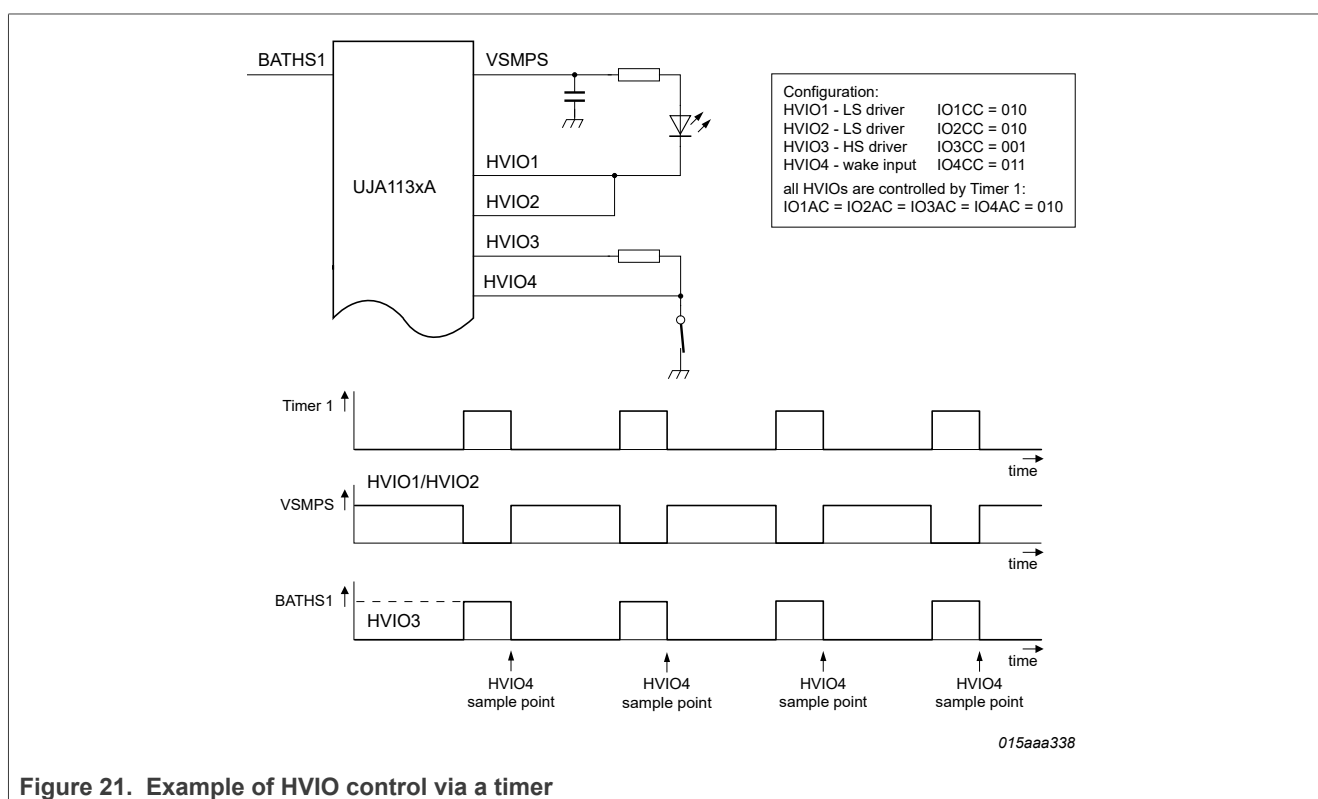 BATHS1
VSMPS
UJA113xA
HVIO1
HVIO2
HVIO3
HVIO4
Configuration:
HVIO1 - LS driver IO1CC = 010
HVIO2 - LS driver IO2CC = 010
HVIO3 - HS driver IO3CC = 001
HVIO4 - wake input IO4CC = 011
all HVIOs are controlled by Timer 1:
IO1AC = IO2AC = IO3AC = IO4AC = 010
Timer 1
time
HVIO1/HVIO2
VSMPS
time
BATHS1
HVIO3
time
HVIO4 HVIO4 HVIO4 HVIO4
sample point sample point sample point sample point
015aaa338
Figure 21. Example of HVIO control via a timer